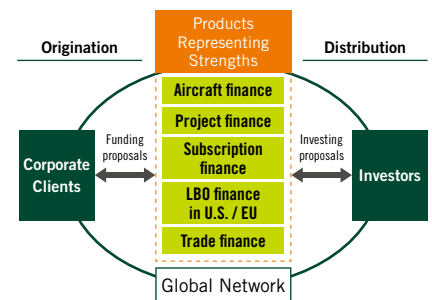 Origination
Products
Representing
Strengths
Distribution
Aircraft finance
Project finance
Subscription
finance
LBO finance
in U.S. / EU
Trade finance
Corporate
Clients
Funding
proposals
Investing
proposals
Investors
Global Network